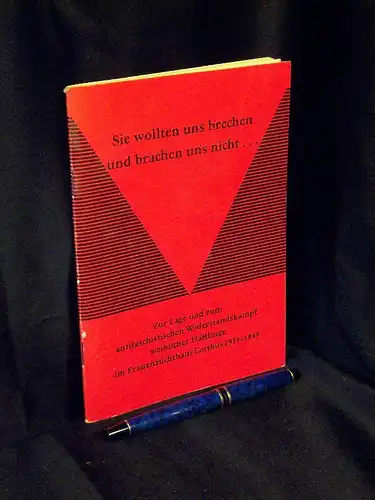 Sie wollten uns brechen
und brachen uns nicht . . .
Zur Lage und zum
antifaschistischen Widerstandskampf
weiblicher Häftlinge
im Frauenzuchthaus Cottbus 1937–1945